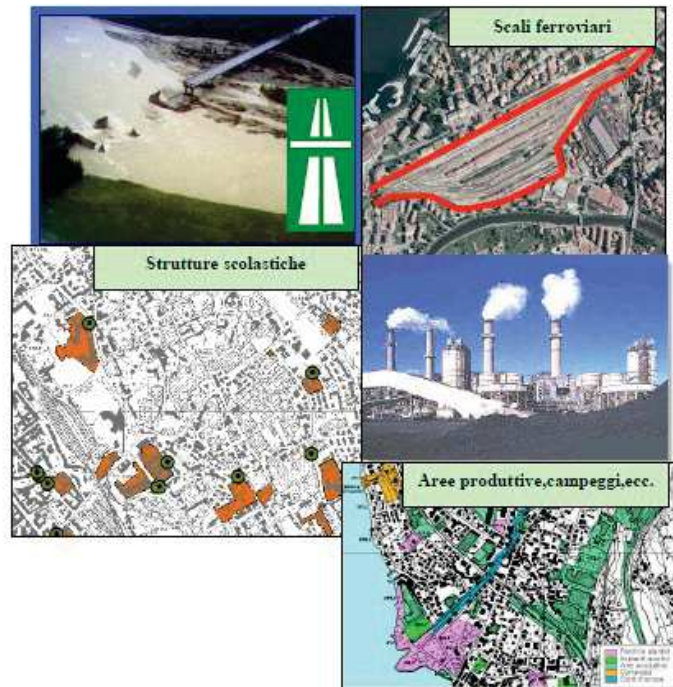 Scali ferroviari
Strutture scolastiche
Aree produttive,campeggi,ecc.